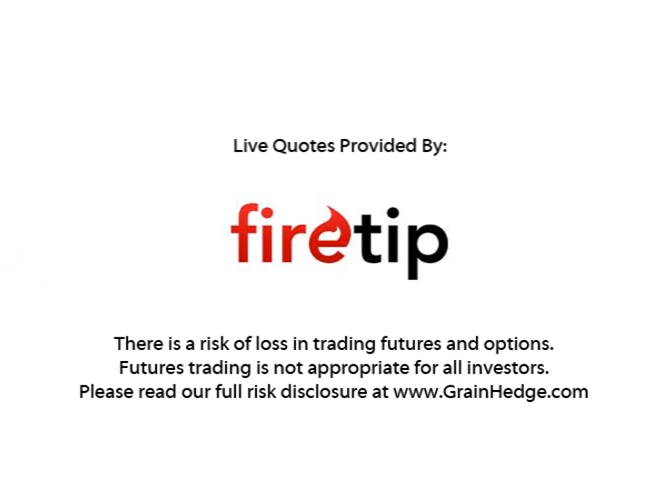 Live Quotes Provided By:
firetip
There is a risk of loss in trading futures and options.
Futures trading is not appropriate for all investors.
Please read our full risk disclosure at www.GrainHedge.com